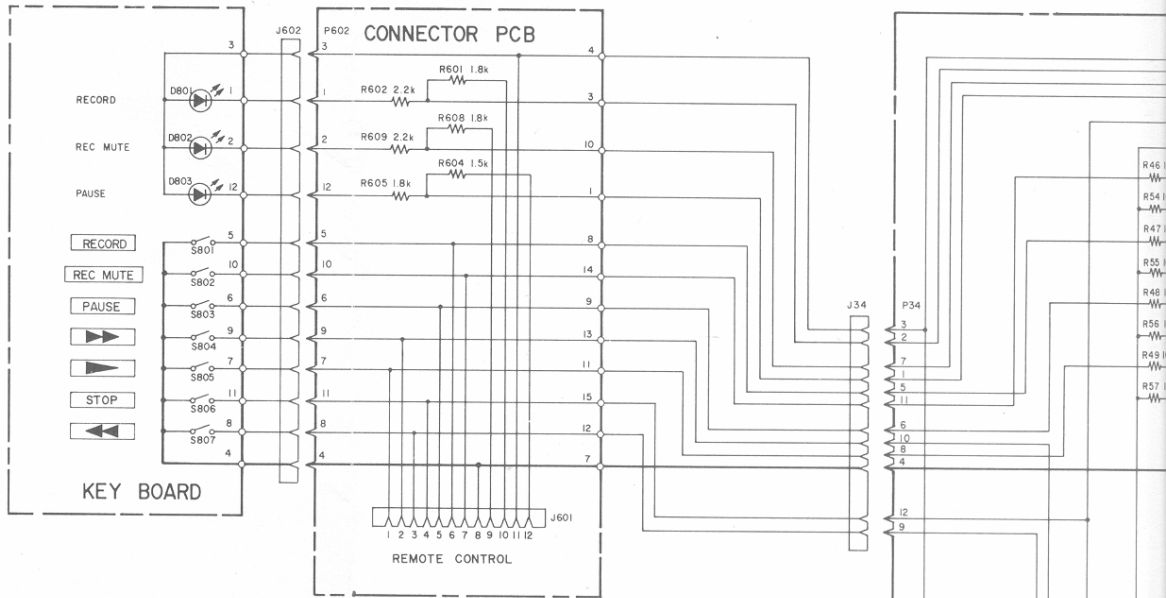 J602 P602 CONNECTOR PCB
3 3 4
R601 1.8k
D801 1 1 R602 2.2k 3
RECORD
R608 1.8k
D802 2 2 R609 2.2k 10
REC MUTE
R604 1.5k
D803 12 12 R605 1.8k 1
PAUSE
R46
R54
RECORD S801 5 5 8
R47
REC MUTE S802 10 10 14
R55
PAUSE S803 6 6 9
R48
J34 P34
S804 9 9 13
3
R56
2
S805 7 7 11
7
R49
1
5
R57
STOP S806 11 11 15
11
S807 8 8 12
6
10
8
4 4 7
4
KEY BOARD
J601
12
1 2 3 4 5 6 7 8 9 10 11 12
9
REMOTE CONTROL